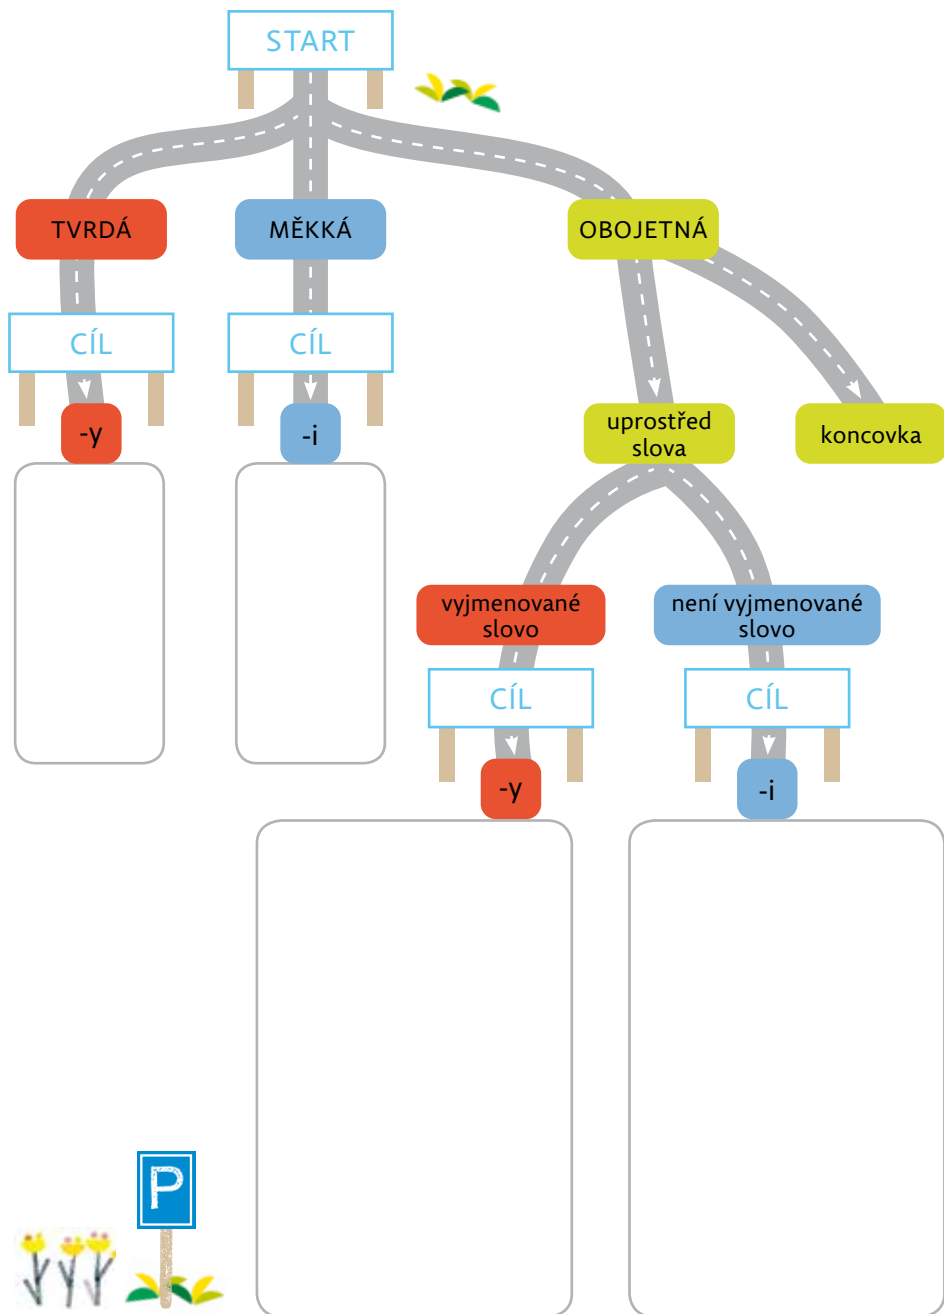 START
TVRDÁ
MĚKKÁ
OBOJETNÁ
CÍL
CÍL
-y
-i
uprostřed
slova
koncovka
vyjmenované
slovo
není vyjmenované
slovo
CÍL
CÍL
-y
-i
P